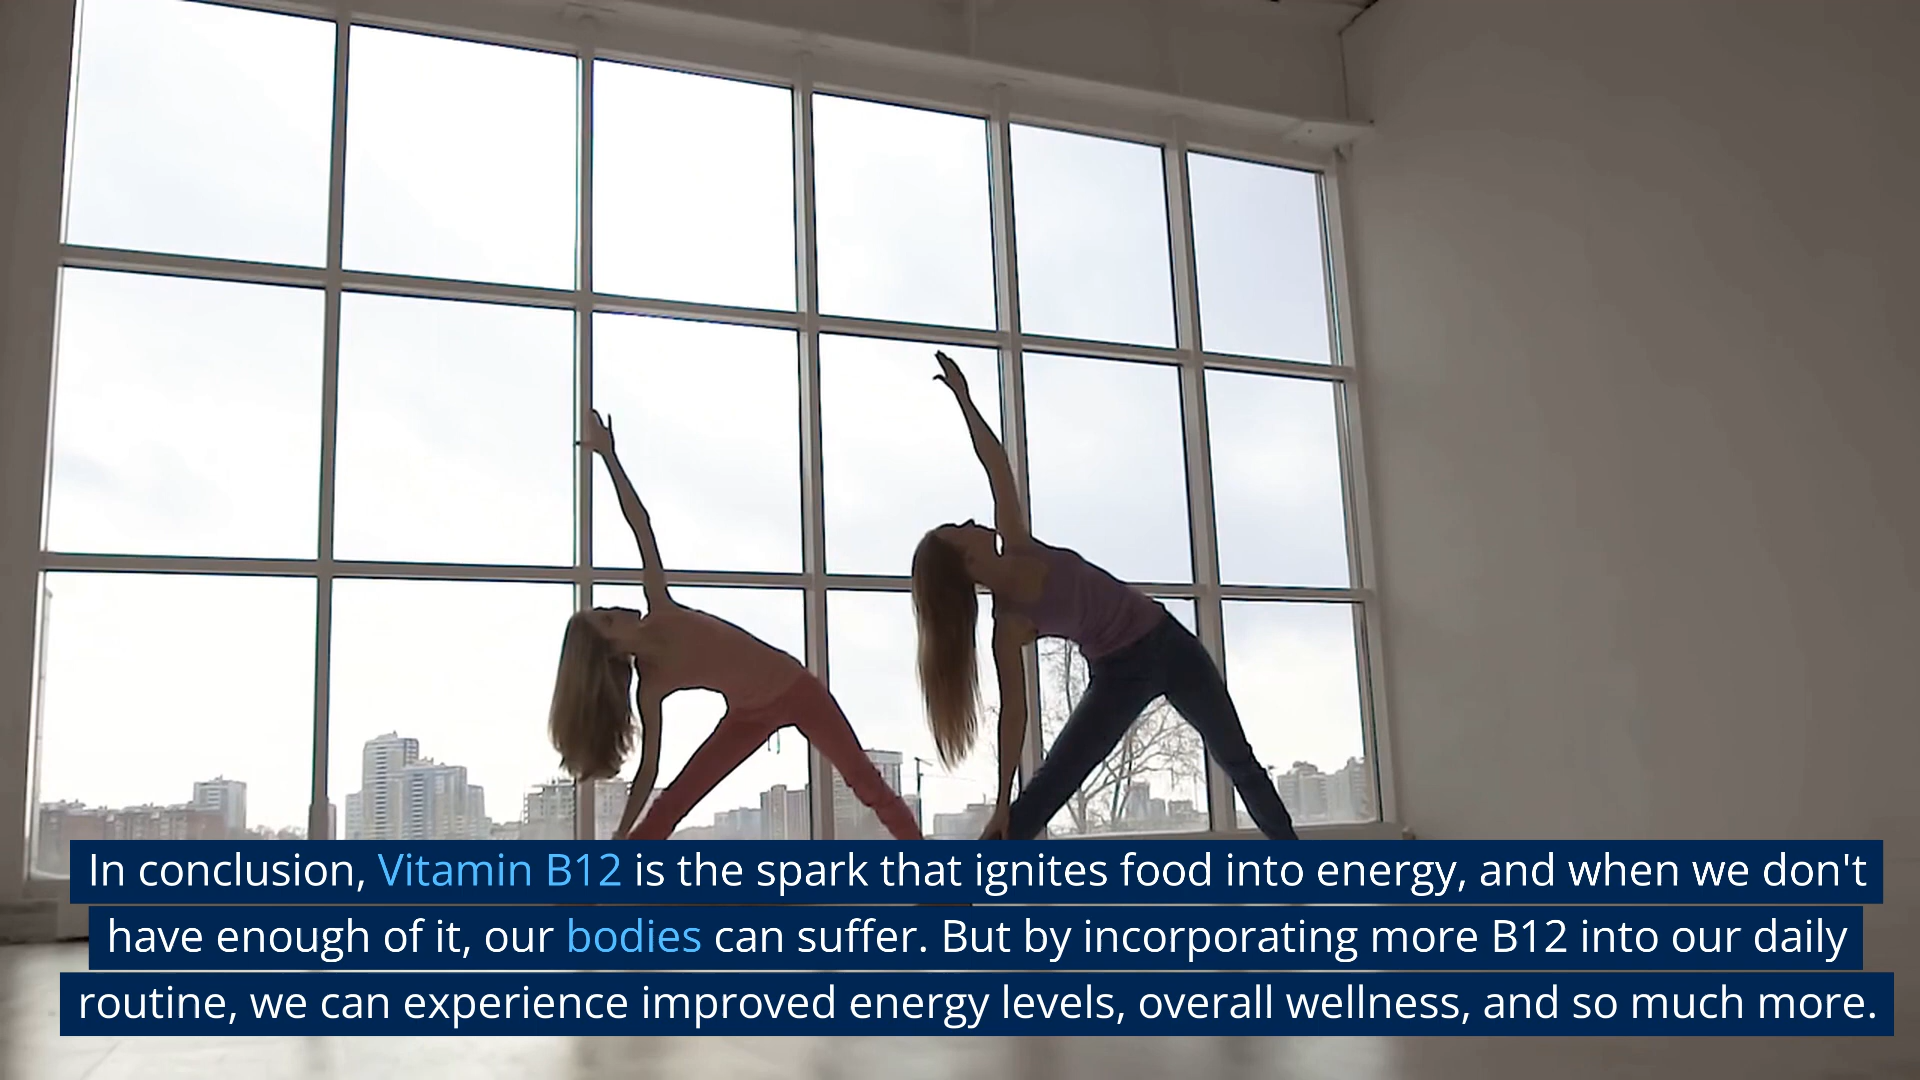 In conclusion, Vitamin B12 is the spark that ignites food into energy, and when we don't
have enough of it, our bodies can suffer. But by incorporating more B12 into our daily
routine, we can experience improved energy levels, overall wellness, and so much more.